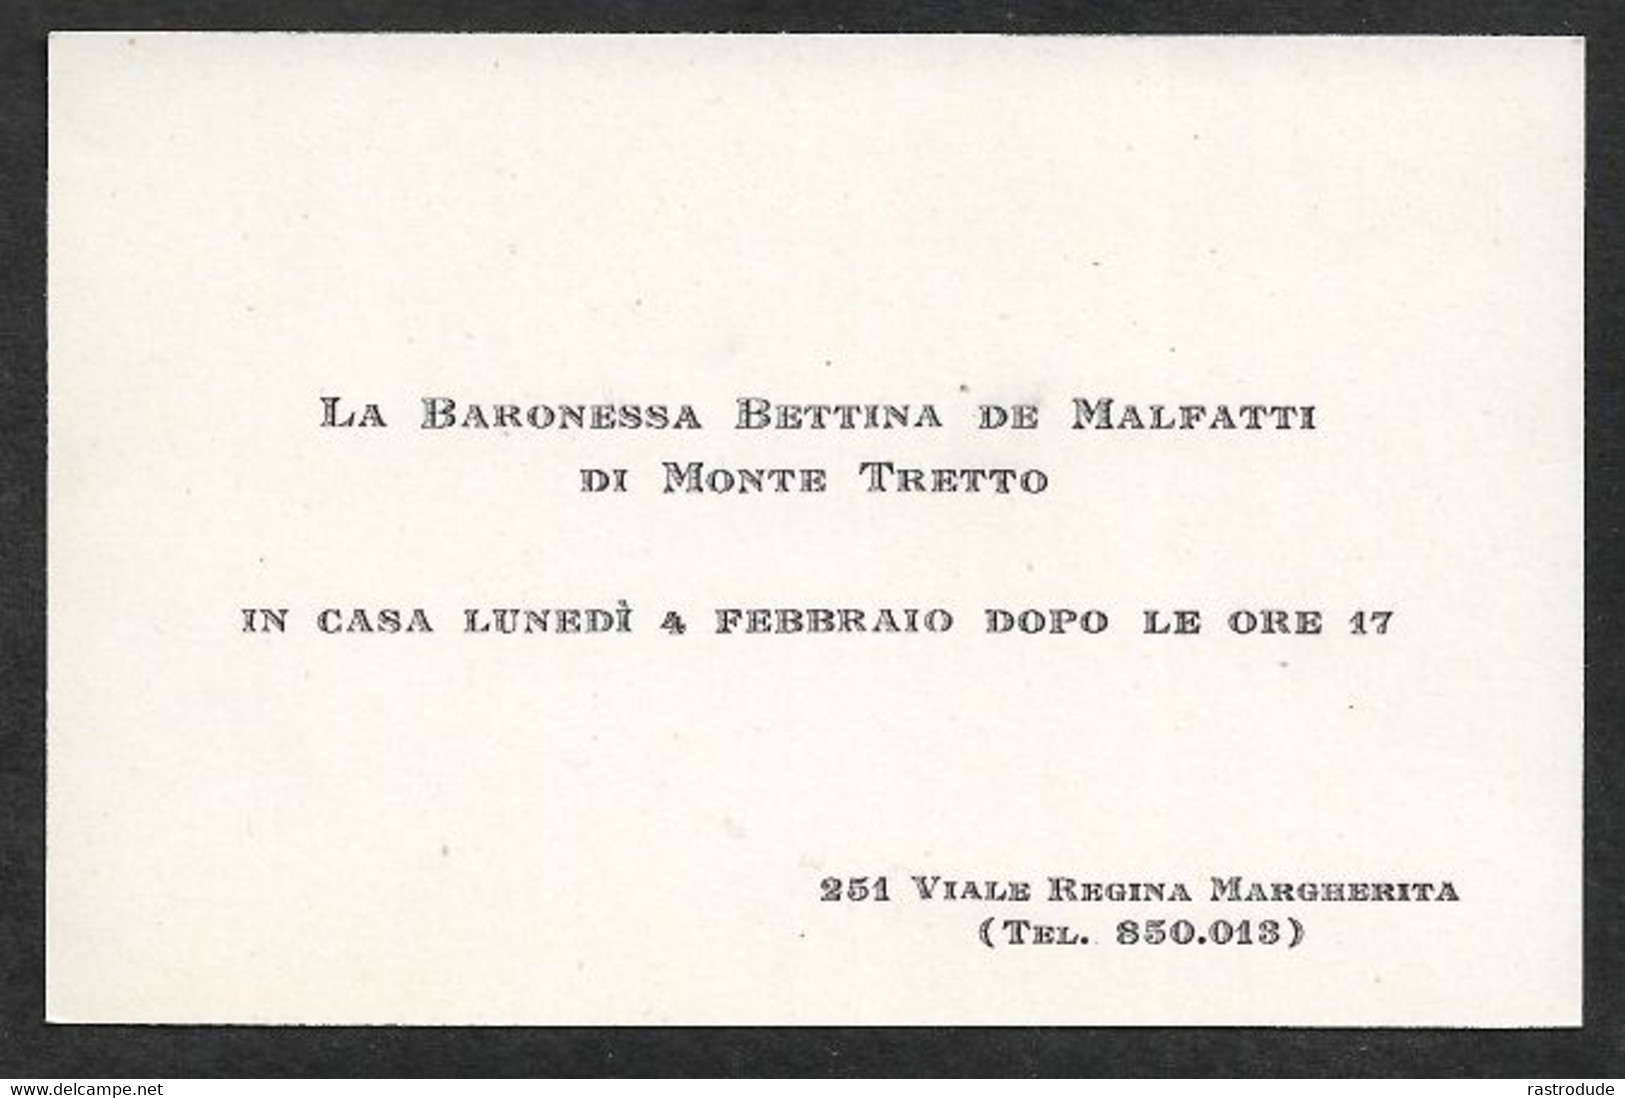 La Baronessa Bettina de Malfatti
di Monte Tretto
in casa lunedì 4 febbraio dopo le ore 17
251 Viale Regina Margherita
(Tel. 850.013)
www.delcampe.net
rastrodude